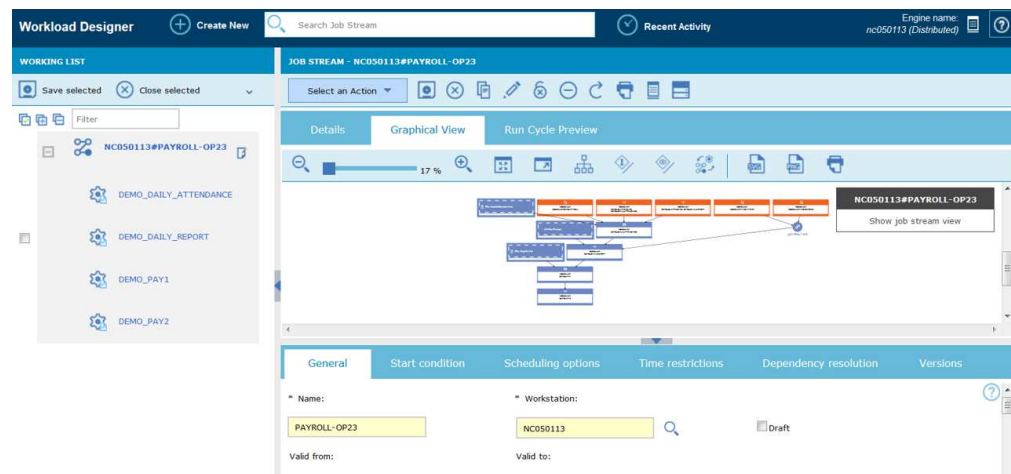 Workload Designer
Create New
Search Job Stream
Recent Activity
Engine name:
nc050113 (Distributed)
WORKING LIST
Save selected
Close selected
Filter
NC050113#PAYROLL-OP23
DEMO_DAILY_ATTENDANCE
DEMO_DAILY_REPORT
DEMO_PAY1
DEMO_PAY2
JOB STREAM - NC050113#PAYROLL-OP23
Select an Action
Details
Graphical View
Run Cycle Preview
17 %
NC050113#PAYROLL-OP23
Show job stream view
General
Start condition
Scheduling options
Time restrictions
Dependency resolution
Versions
* Name:
* Workstation:
PAYROLL-OP23
NC050113
Draft
Valid from:
Valid to: